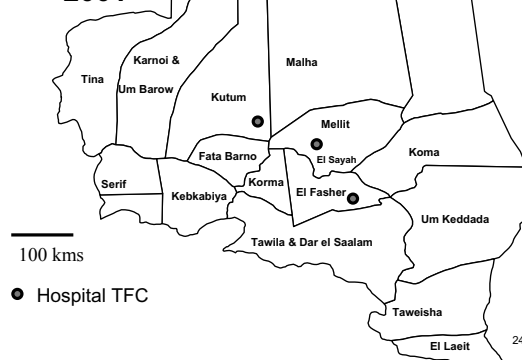 Karnoi &
Um Barow
Tina
Malha
Kutum
Mellit
El Sayah
Koma
Fata Barno
Serif
Kebkabiya
Korma
El Fasher
Um Keddada
Tawila & Dar el Saalam
100 kms
Hospital TFC
Taweisha
El Laeit
24